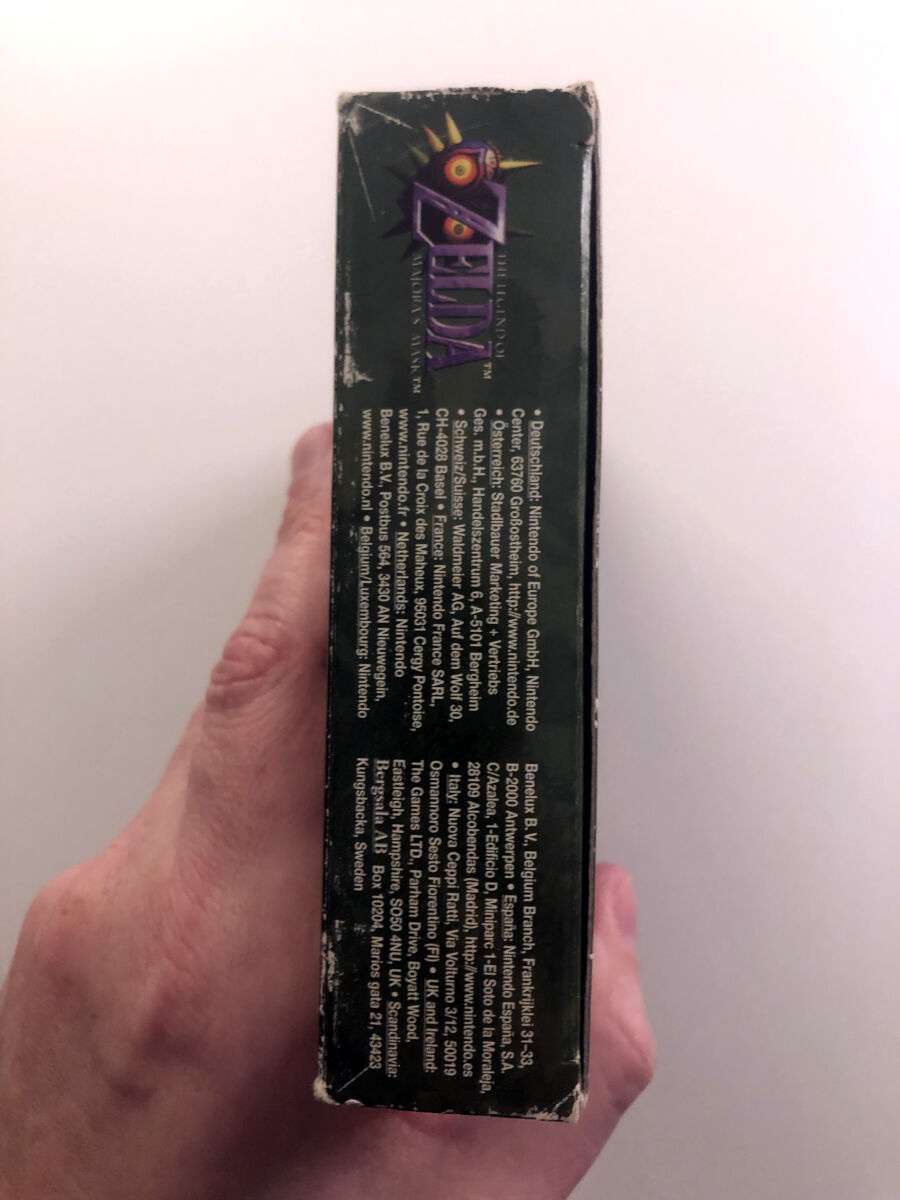 THE LEGEND OF
ZELDA™
MAJORA'S MASK™
• Deutschland: Nintendo of Europe GmbH, Nintendo
Center, 63760 Großostheim, http://www.nintendo.de
• Österreich: Stadlbauer Marketing + Vertriebs
Ges. m.b.H., Handelszentrum 6, A-5101 Bergheim
• Schweiz/Suisse: Waldmeier AG, Auf dem Wolf 30,
CH-4028 Basel • France: Nintendo France SARL,
1, Rue de la Croix des Maheux, 95031 Cergy Pontoise,
www.nintendo.fr • Netherlands: Nintendo
Benelux B.V., Postbus 564, 3430 AN Nieuwegein,
www.nintendo.nl • Belgium/Luxembourg: Nintendo
Benelux B.V., Belgium Branch, Frankrijklei 31-33,
B-2000 Antwerpen • España: Nintendo España, S.A.
C/Azalea, 1-Edificio D, Miniparc 1-El Soto de la Moraleja,
28109 Alcobendas (Madrid), http://www.nintendo.es
• Italy: Nuova Ceppi Ratti, Via Volturno 3/12, 50019
Osmannoro Sesto Fiorentino (FI) • UK and Ireland:
The Games LTD., Parham Drive, Boyatt Wood,
Eastleigh, Hampshire, SO50 4NU, UK • Scandinavia:
Bergsala AB Box 10204, Marios gata 21, 43423
Kungsbacka, Sweden